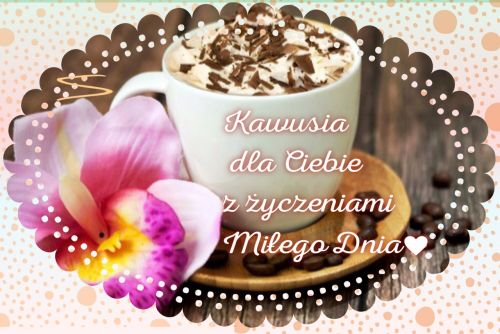 Kawusia
dla Ciebie
z życzeniami
Miłego Dnia